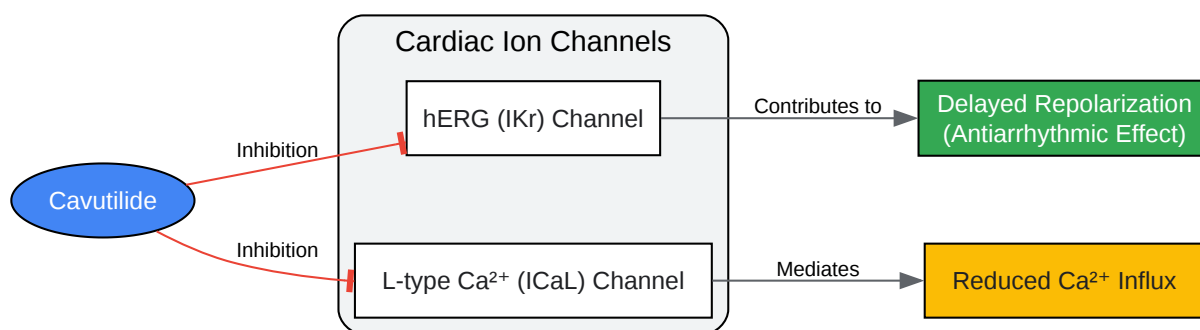 Cardiac Ion Channels
hERG (IKr) Channel
Contributes to
Delayed Repolarization
(Antiarrhythmic Effect)
Inhibition
Cavutilide
Inhibition
L-type Ca²⁺ (ICaL) Channel
Mediates
Reduced Ca²⁺ Influx